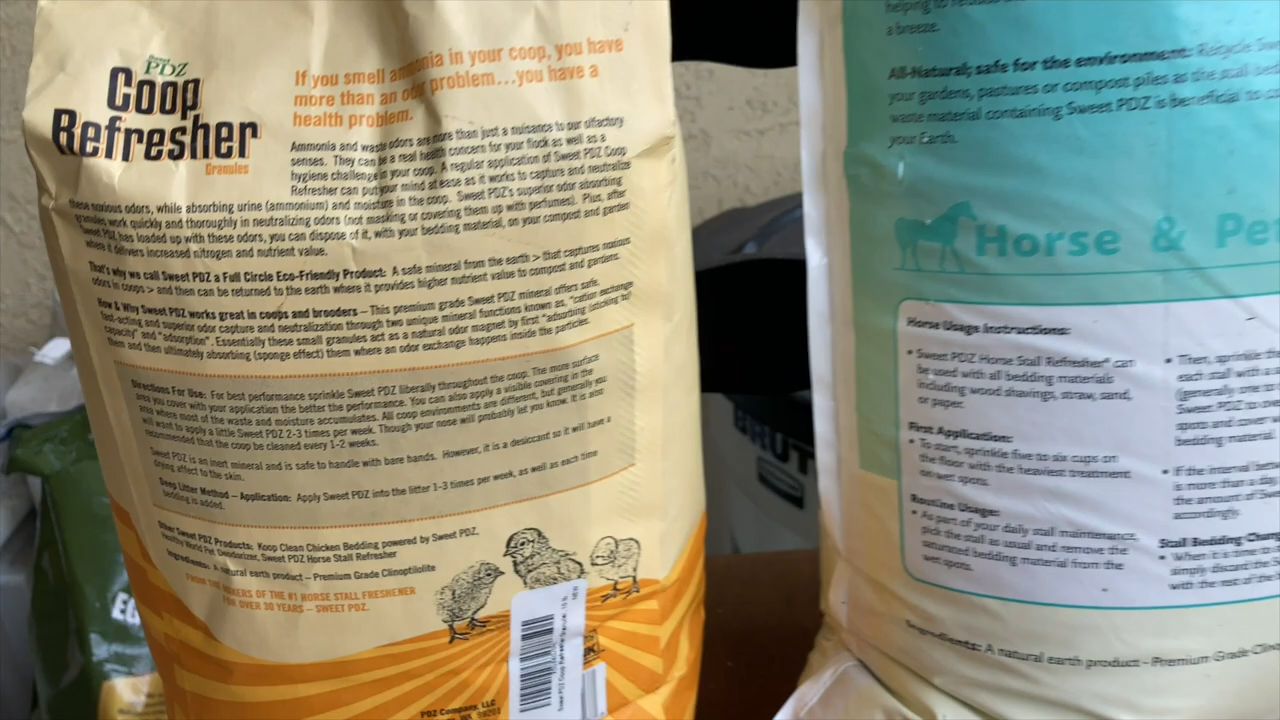 Sweet
PDZ
Coop
Refresher
Granules
If you smell ammonia in your coop, you have
more than an odor problem...you have a
health problem.
Ammonia and waste odors are more than just a nuisance to our olfactory
senses. They can be a real health concern for your flock as well as a
hygiene challenge in your coop. A regular application of Sweet PDZ Coop
Refresher can put your mind at ease as it works to capture and neutralize
these noxious odors, while absorbing urine (ammonium) and moisture in the coop. Sweet PDZ's superior odor absorbing
granules work quickly and thoroughly in neutralizing odors (not masking or covering them up with perfumes). Plus, after
Sweet PDZ has loaded up with these odors, you can dispose of it, with your bedding material, on your compost and garden
where it delivers increased nitrogen and nutrient value.
That's why we call Sweet PDZ a Full Circle Eco-Friendly Product: A safe mineral from the earth > that captures noxious
odors in coops > and then can be returned to the earth where it provides higher nutrient value to compost and gardens.
How & Why Sweet PDZ works great in coops and brooders – This premium grade Sweet PDZ mineral offers safe,
fast-acting and superior odor capture and neutralization through two unique mineral functions known as, "cation exchange
capacity" and "adsorption". Essentially these small granules act as a natural odor magnet by first "adsorbing (sticking to)
them and then ultimately absorbing (sponge effect) them where an odor exchange happens inside the particles.
Directions For Use: For best performance sprinkle Sweet PDZ liberally throughout the coop. The more surface
area you cover with your application the better the performance. You can also apply a visible covering in the
area where most of the waste and moisture accumulates. All coop environments are different, but generally you
will want to apply a little Sweet PDZ 2-3 times per week. Though your nose will probably let you know. It is also
recommended that the coop be cleaned every 1-2 weeks.
Sweet PDZ is an inert mineral and is safe to handle with bare hands. However, it is a desiccant so it will have a
drying affect to the skin.
Deep Litter Method – Application: Apply Sweet PDZ into the litter 1-3 times per week, as well as each time
bedding is added.
Other Sweet PDZ Products: Keep Clean Chicken Bedding powered by Sweet PDZ,
Healthy World Pet Deodorizer, Sweet PDZ Horse Stall Refresher
Ingredients: A natural earth product – Premium Grade Clinoptilolite
FROM THE MAKERS OF THE #1 HORSE STALL FRESHENER
FOR OVER 30 YEARS – SWEET PDZ.
PDZ Company, LLC
WA 99201
BRUT
a breeze.
All-Natural; safe for the environment: Recycle
your gardens, pastures or compost piles as the stall
waste material containing Sweet PDZ is beneficial to
your Earth.
Horse & Pe
Horse Usage Instructions:
• Sweet PDZ Horse Stall Refresher® can
be used with all bedding materials
including wood shavings, straw, sand,
or paper.
First Application:
• To start, sprinkle five to six cups on
the floor with the heaviest treatment
on wet spots.
Routine Usage:
• As part of your daily stall maintenance,
pick the stall as usual and remove the
saturated bedding material from the
wet spots.
• Then, sprinkle
each stall with a
(generally one
Sweet PDZ to
spots and cover
bedding material.
• If the interval
is more than a day
the amount of
accordingly.
Stall Bedding
• When it is time
simply discard the
with the rest of the
Ingredients: A natural earth product - Premium Grade